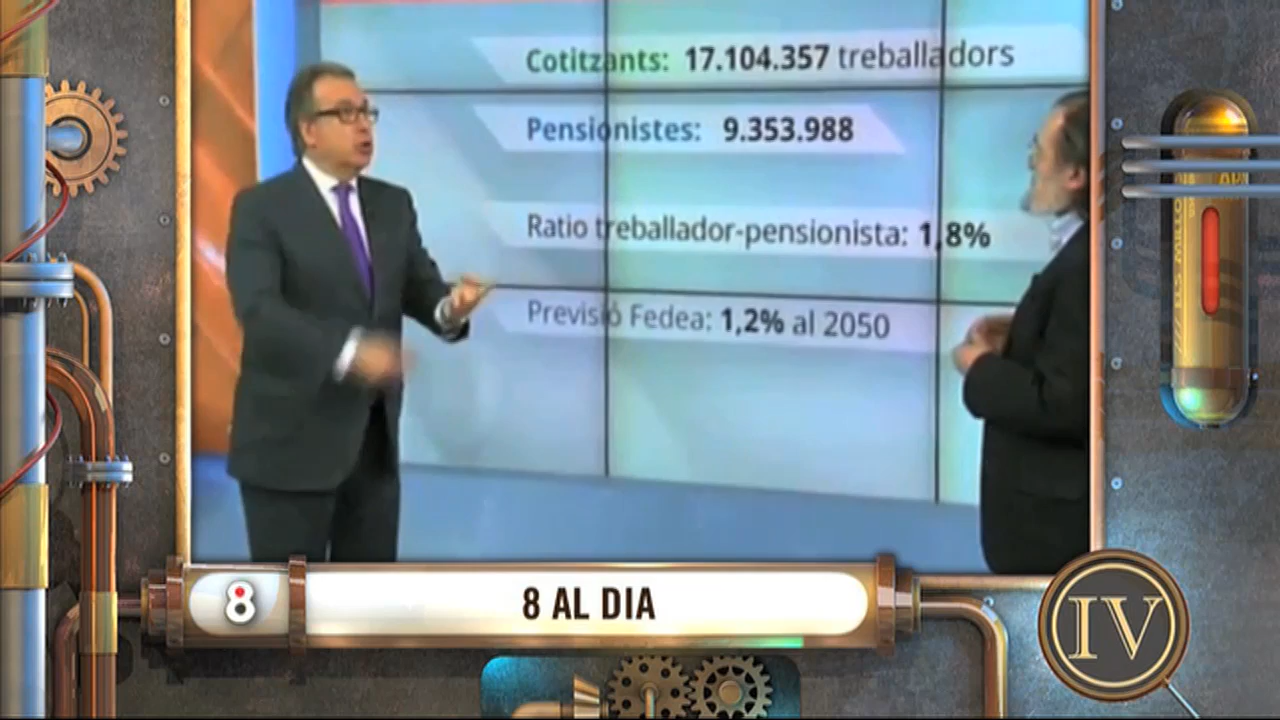 Cotitzants: 17.104.357 treballadors
Pensionistes: 9.353.988
Ratio treballador-pensionista: 1,8%
Previsió Fedea: 1,2% al 2050
8 8 AL DIA
IV